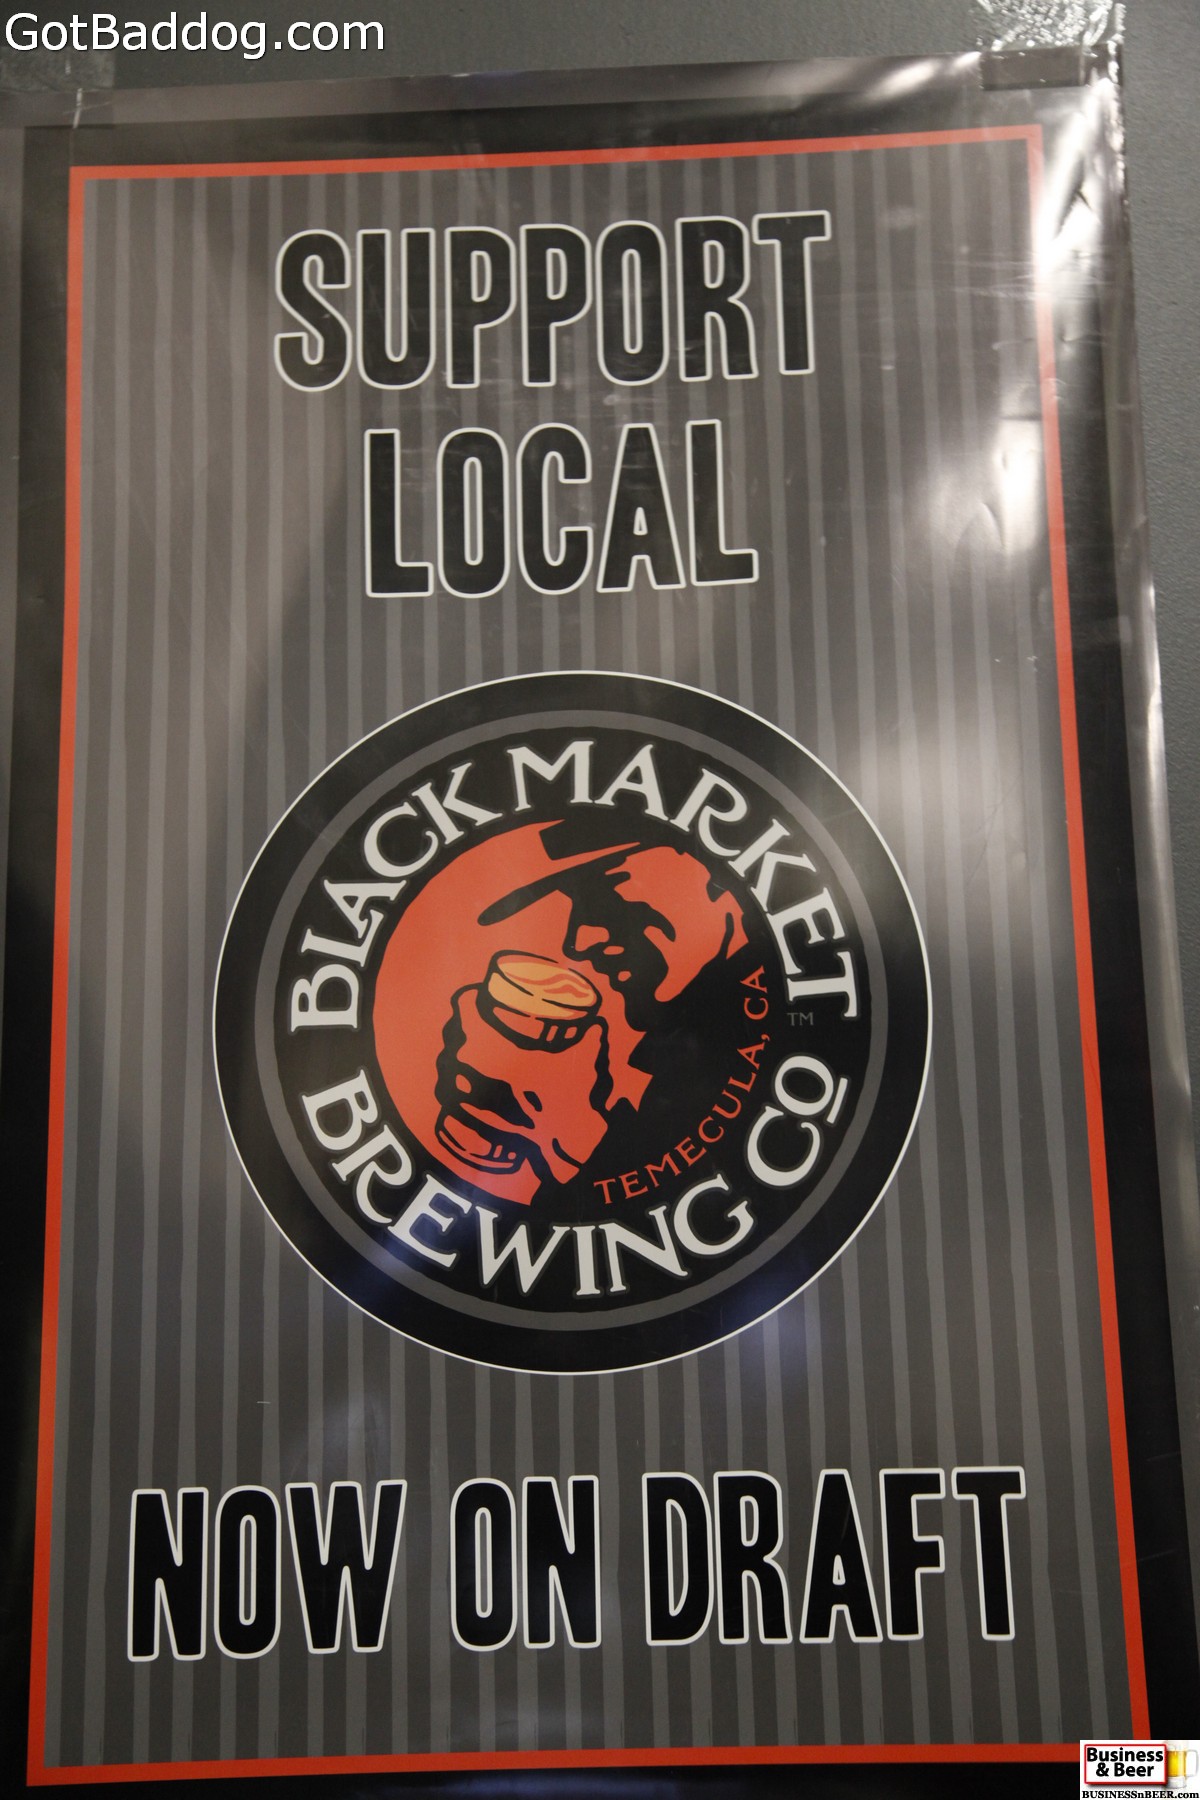 GotBaddog.com
SUPPORT
LOCAL
BLACK MARKET
BREWING CO
TEMECULA, CA
TM
NOW ON DRAFT
Business
& Beer
BUSINESSnBEER.com